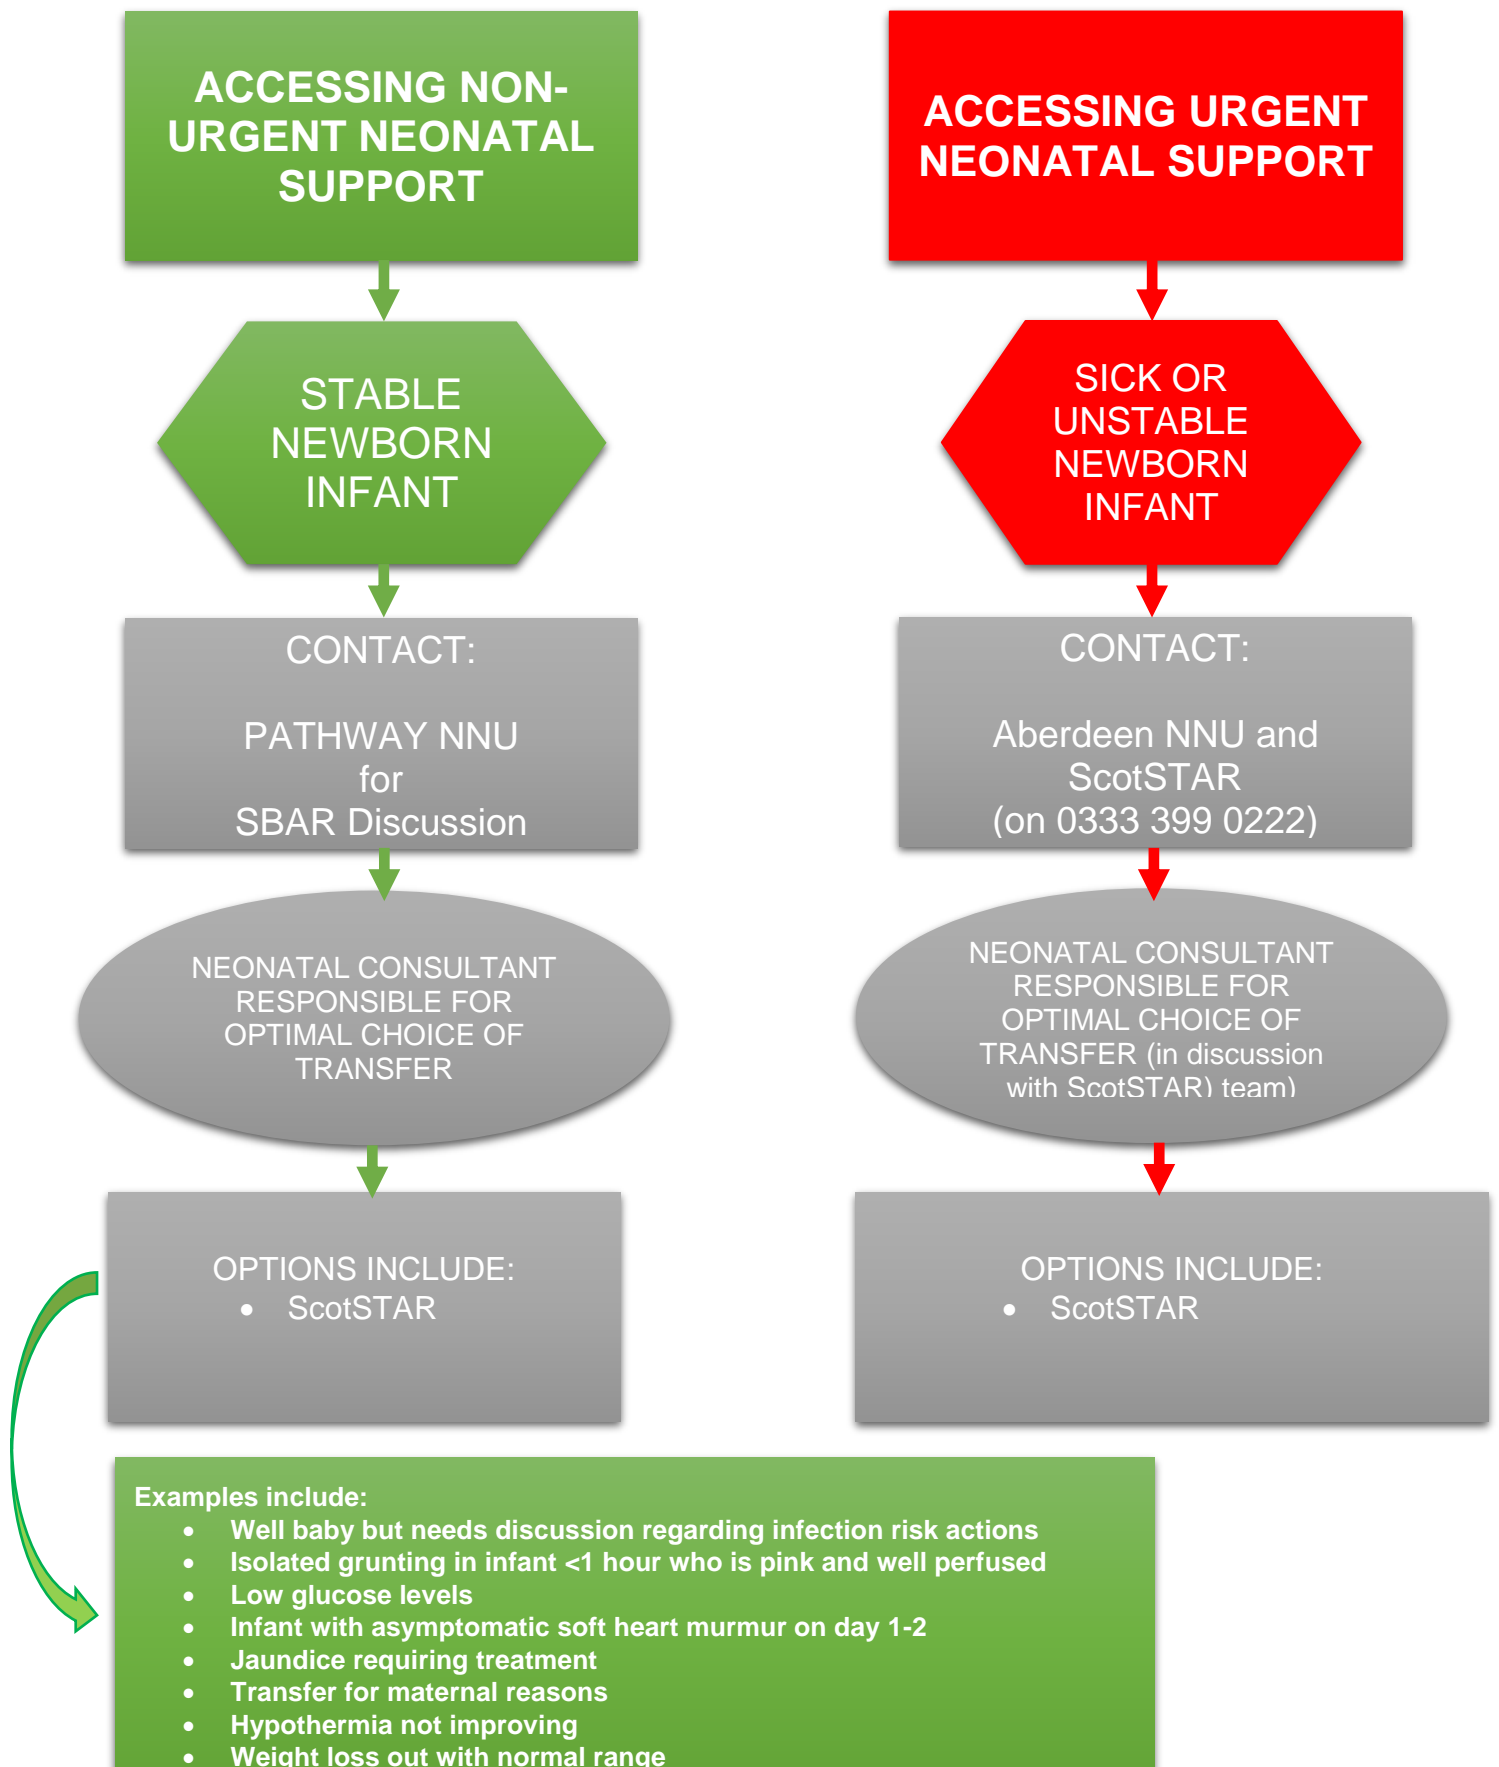 ACCESSING NON-
URGENT NEONATAL
SUPPORT
STABLE
NEWBORN
INFANT
CONTACT:
PATHWAY NNU
for
SBAR Discussion
NEONATAL CONSULTANT
RESPONSIBLE FOR
OPTIMAL CHOICE OF
TRANSFER
OPTIONS INCLUDE:
• ScotSTAR
ACCESSING URGENT
NEONATAL SUPPORT
SICK OR
UNSTABLE
NEWBORN
INFANT
CONTACT:
Aberdeen NNU and
ScotSTAR
(on 0333 399 0222)
NEONATAL CONSULTANT
RESPONSIBLE FOR
OPTIMAL CHOICE OF
TRANSFER (in discussion
with ScotSTAR) team)
OPTIONS INCLUDE:
• ScotSTAR
Examples include:
• Well baby but needs discussion regarding infection risk actions
• Isolated grunting in infant <1 hour who is pink and well perfused
• Low glucose levels
• Infant with asymptomatic soft heart murmur on day 1-2
• Jaundice requiring treatment
• Transfer for maternal reasons
• Hypothermia not improving
• Weight loss out with normal range